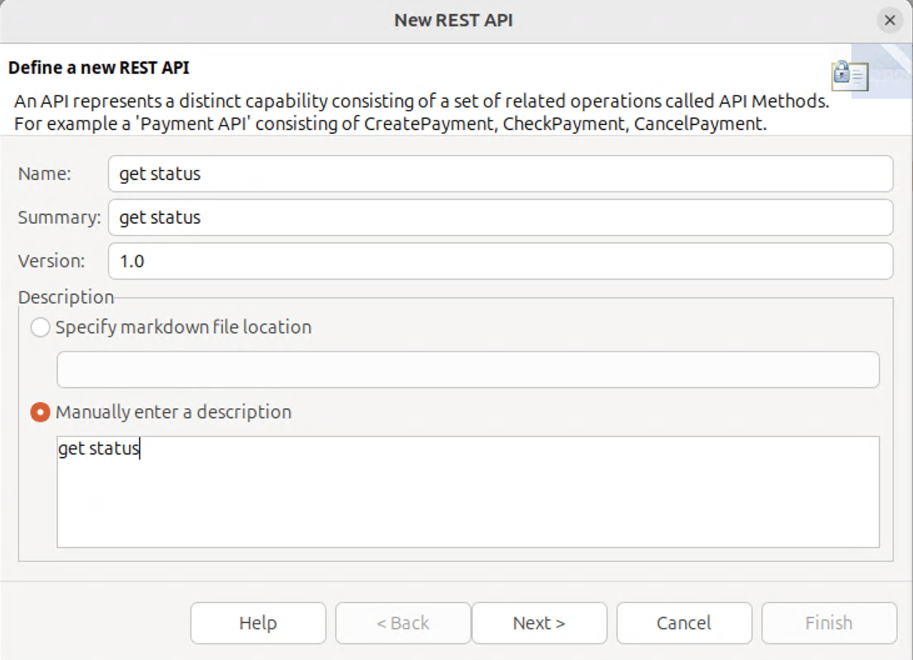 New REST API
Define a new REST API
An API represents a distinct capability consisting of a set of related operations called API Methods.
For example a 'Payment API' consisting of CreatePayment, CheckPayment, CancelPayment.
Name: get status
Summary: get status
Version: 1.0
Description
Specify markdown file location
Manually enter a description
get status
Help < Back Next > Cancel Finish